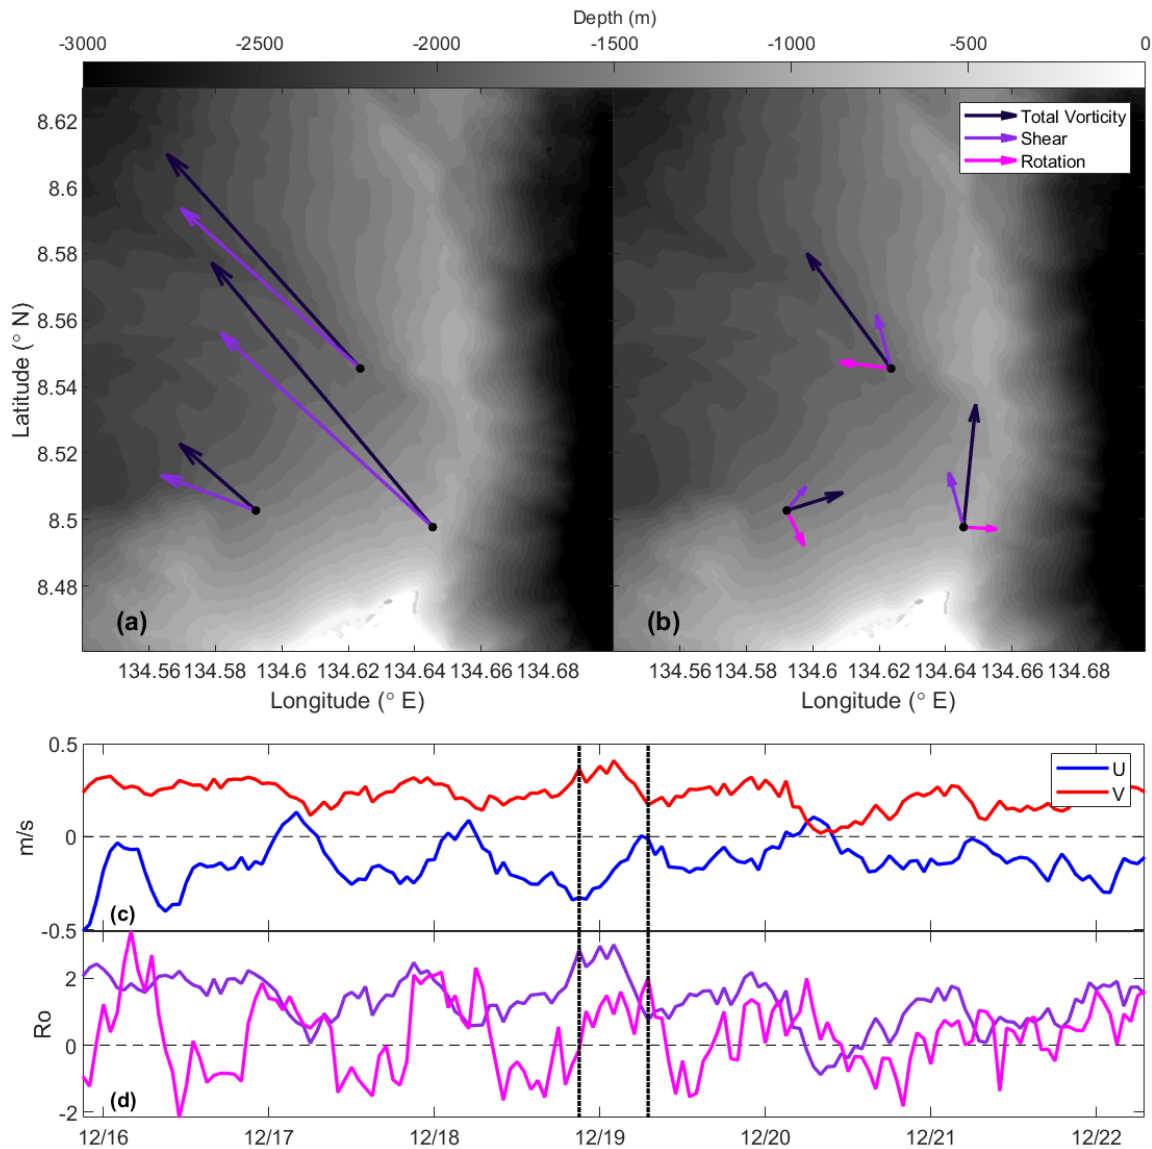 Depth (m)
-3000 -2500 -2000 -1500 -1000 -500 0
Total Vorticity
Shear
Rotation
Latitude (° N)
8.62
8.6
8.58
8.56
8.54
8.52
8.5
8.48
(a)
(b)
134.56 134.58 134.6 134.62 134.64 134.66 134.68
134.56 134.58 134.6 134.62 134.64 134.66 134.68
Longitude (° E)
Longitude (° E)
0.5
0
-0.5
m/s
U
V
(c)
2
0
-2
Ro
(d)
12/16 12/17 12/18 12/19 12/20 12/21 12/22